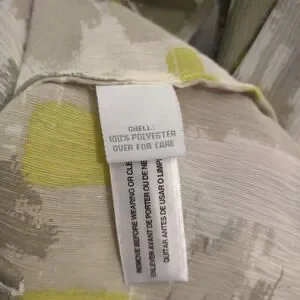 SHELL:
100% POLYESTER
OVER FOR CARE
REMOVE BEFORE WEARING OR CLE
ENLEVER AVANT DE PORTER OU DE NE
QUITAR ANTES DE USAR O LIMPI